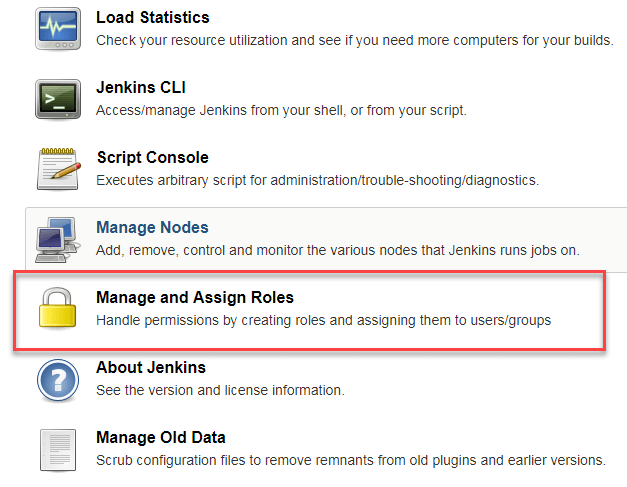 Load Statistics
Check your resource utilization and see if you need more computers for your builds.
Jenkins CLI
Access/manage Jenkins from your shell, or from your script.
Script Console
Executes arbitrary script for administration/trouble-shooting/diagnostics.
Manage Nodes
Add, remove, control and monitor the various nodes that Jenkins runs jobs on.
Manage and Assign Roles
Handle permissions by creating roles and assigning them to users/groups
About Jenkins
See the version and license information.
Manage Old Data
Scrub configuration files to remove remnants from old plugins and earlier versions.